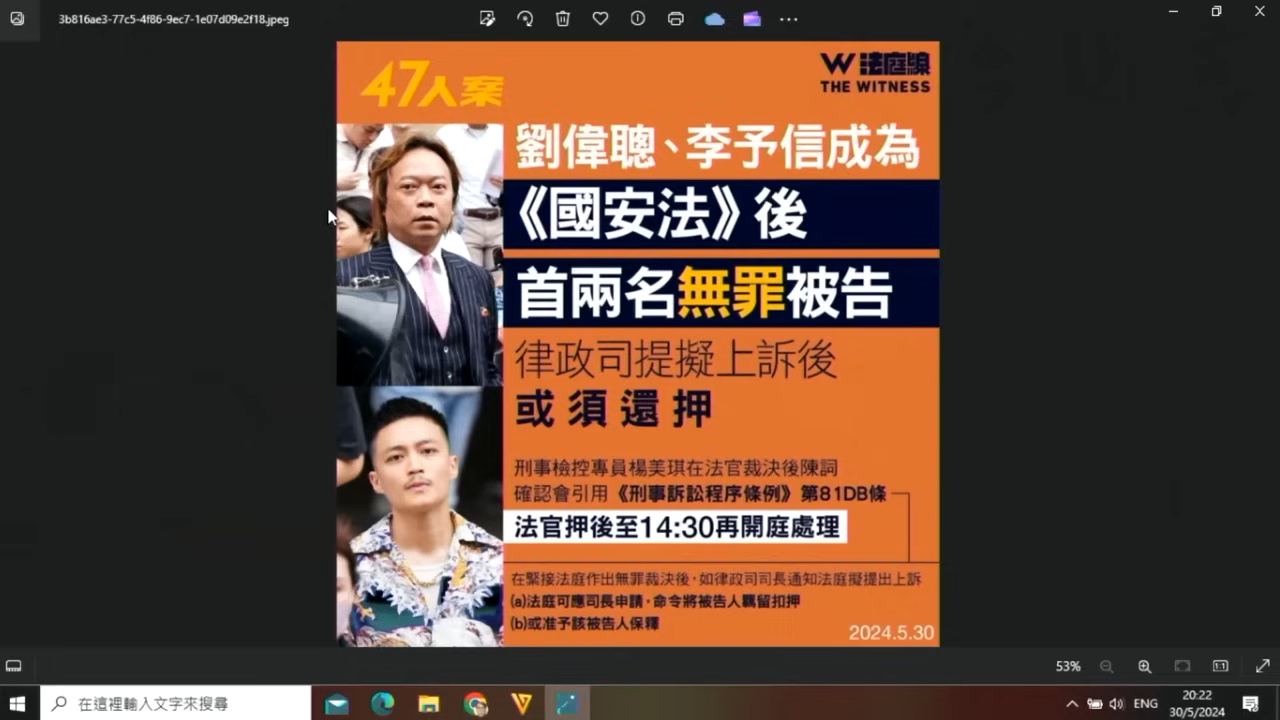 3b816ae3-77c5-4f86-9ec7-1e07d09e2f18.jpeg
47人案
W 法庭線
THE WITNESS
劉偉聰、李予信成為
《國安法》後
首兩名無罪被告
律政司提擬上訴後
或須還押
刑事檢控專員楊美琪在法官裁決後陳詞
確認會引用《刑事訴訟程序條例》第81DB條
法官押後至14:30再開庭處理
在緊接法庭作出無罪裁決後，如律政司司長通知法庭擬提出上訴
(a)法庭可應司長申請，命令將被告人羈留扣押
(b)或准予該被告人保釋
2024.5.30
53%
在這裡輸入文字來搜尋
ENG
20:22
30/5/2024